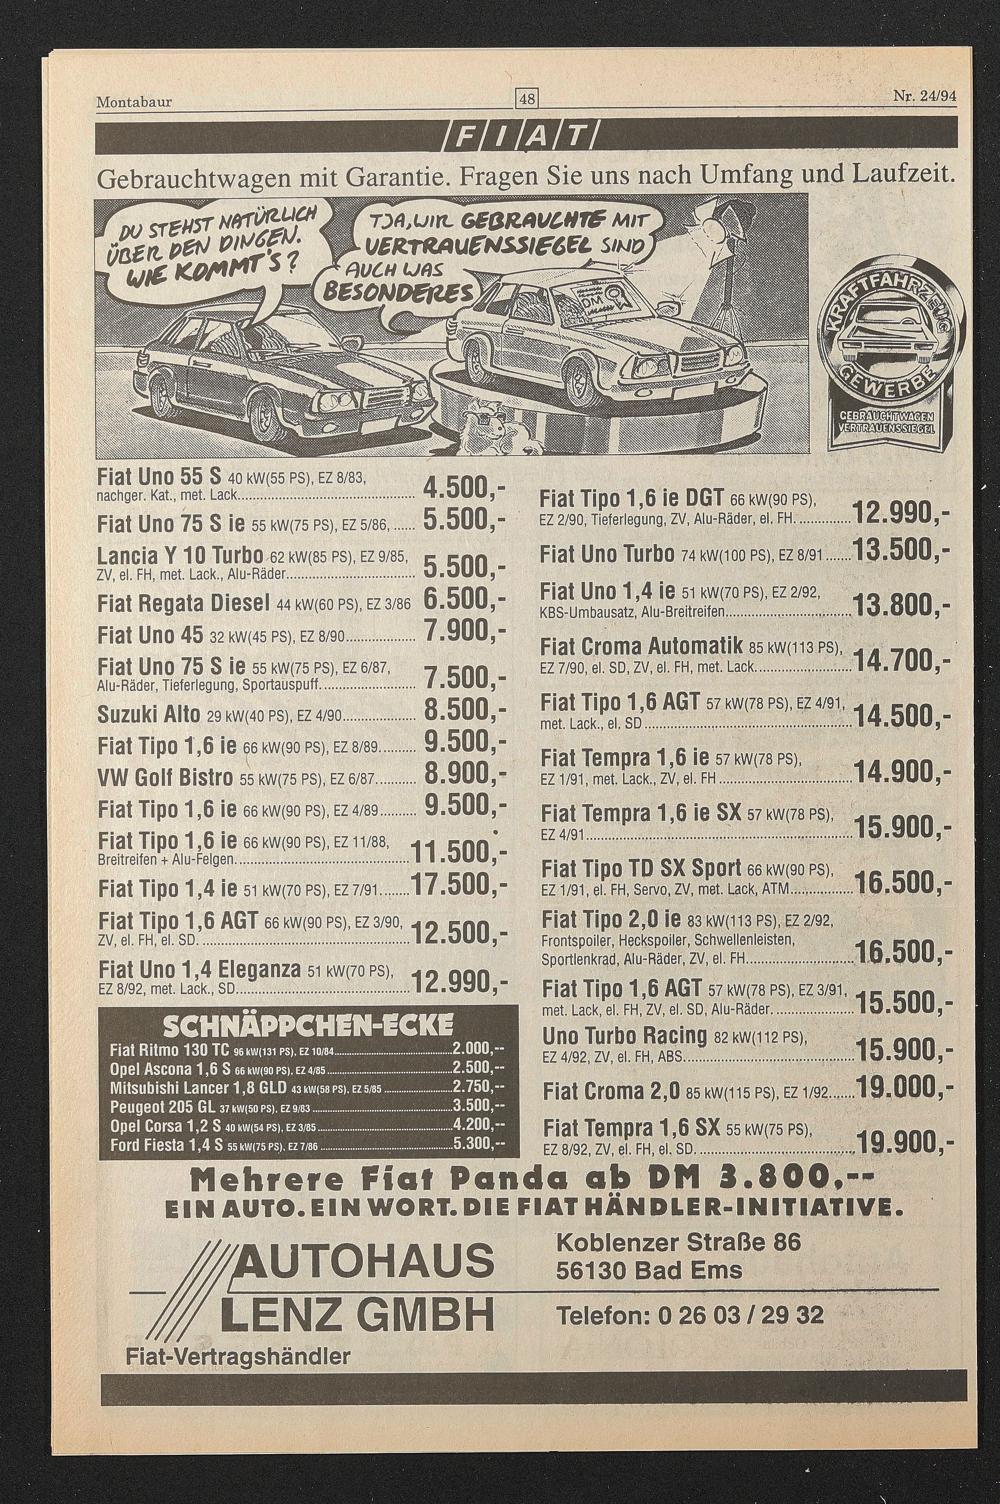 Montabaur
48
Nr. 24/94
FIAT
Gebrauchtwagen mit Garantie. Fragen Sie uns nach Umfang und Laufzeit.
DU STEHST NATÜRLICH
ÜBER DEN DINGEN.
WIE KOMMT'S?
TJA, WIR GEBRAUCHTE MIT
VERTRAUENSSIEGEL SIND
AUCH WAS
BESONDERES
DM
KRAFTFAHRZEUG
GEWERBE
GEBRAUCHTWAGEN
VERTRAUENSSIEGEL
Fiat Uno 55 S 40 kW(55 PS), EZ 8/83,
nachger. Kat., met. Lack.......... 4.500,-
Fiat Uno 75 S ie 55 kW(75 PS), EZ 5/86, ...... 5.500,-
Lancia Y 10 Turbo 62 kW(85 PS), EZ 9/85,
ZV, el. FH, met. Lack., Alu-Räder.......... 5.500,-
Fiat Regata Diesel 44 kW(60 PS), EZ 3/86 6.500,-
Fiat Uno 45 32 kW(45 PS), EZ 8/90.......... 7.900,-
Fiat Uno 75 S ie 55 kW(75 PS), EZ 6/87,
Alu-Räder, Tieferlegung, Sportauspuff.......... 7.500,-
Suzuki Alto 29 kW(40 PS), EZ 4/90.......... 8.500,-
Fiat Tipo 1,6 ie 66 kW(90 PS), EZ 8/89.......... 9.500,-
VW Golf Bistro 55 kW(75 PS), EZ 6/87.......... 8.900,-
Fiat Tipo 1,6 ie 66 kW(90 PS), EZ 4/89.......... 9.500,-
Fiat Tipo 1,6 ie 66 kW(90 PS), EZ 11/88,
Breitreifen + Alu-Felgen.......... 11.500,-
Fiat Tipo 1,4 ie 51 kW(70 PS), EZ 7/91....... 17.500,-
Fiat Tipo 1,6 AGT 66 kW(90 PS), EZ 3/90,
ZV, el. FH, el. SD. .......... 12.500,-
Fiat Uno 1,4 Eleganza 51 kW(70 PS),
EZ 8/92, met. Lack., SD.......... 12.990,-
SCHNÄPPCHEN-ECKE
Fiat Ritmo 130 TC 96 kW(131 PS), EZ 10/84.......... 2.000,--
Opel Ascona 1,6 S 66 kW(90 PS), EZ 4/85.......... 2.500,--
Mitsubishi Lancer 1,8 GLD 43 kW(58 PS), EZ 5/85.......... 2.750,--
Peugeot 205 GL 37 kW(50 PS), EZ 9/83.......... 3.500,--
Opel Corsa 1,2 S 40 kW(54 PS), EZ 3/85.......... 4.200,--
Ford Fiesta 1,4 S 55 kW(75 PS), EZ 7/86.......... 5.300,--
Fiat Tipo 1,6 ie DGT 66 kW(90 PS),
EZ 2/90, Tieferlegung, ZV, Alu-Räder, el. FH. .......... 12.990,-
Fiat Uno Turbo 74 kW(100 PS), EZ 8/91...... 13.500,-
Fiat Uno 1,4 ie 51 kW(70 PS), EZ 2/92,
KBS-Umbausatz, Alu-Breitreifen.......... 13.800,-
Fiat Croma Automatik 85 kW(113 PS),
EZ 7/90, el. SD, ZV, el. FH, met. Lack.......... 14.700,-
Fiat Tipo 1,6 AGT 57 kW(78 PS), EZ 4/91,
met. Lack., el. SD.......... 14.500,-
Fiat Tempra 1,6 ie 57 kW(78 PS),
EZ 1/91, met. Lack., ZV, el. FH.......... 14.900,-
Fiat Tempra 1,6 ie SX 57 kW(78 PS),
EZ 4/91.......... 15.900,-
Fiat Tipo TD SX Sport 66 kW(90 PS),
EZ 1/91, el. FH, Servo, ZV, met. Lack, ATM.......... 16.500,-
Fiat Tipo 2,0 ie 83 kW(113 PS), EZ 2/92,
Frontspoiler, Heckspoiler, Schwellenleisten,
Sportlenkrad, Alu-Räder, ZV, el. FH.......... 16.500,-
Fiat Tipo 1,6 AGT 57 kW(78 PS), EZ 3/91,
met. Lack, el. FH, ZV, el. SD, Alu-Räder.......... 15.500,-
Uno Turbo Racing 82 kW(112 PS),
EZ 4/92, ZV, el. FH, ABS.......... 15.900,-
Fiat Croma 2,0 85 kW(115 PS), EZ 1/92...... 19.000,-
Fiat Tempra 1,6 SX 55 kW(75 PS),
EZ 8/92, ZV, el. FH, el. SD. .......... 19.900,-
Mehrere Fiat Panda ab DM 3.800,--
EIN AUTO. EIN WORT. DIE FIAT HÄNDLER-INITIATIVE.
AUTOHAUS
LENZ GMBH
Fiat-Vertragshändler
Koblenzer Straße 86
56130 Bad Ems
Telefon: 0 26 03 / 29 32